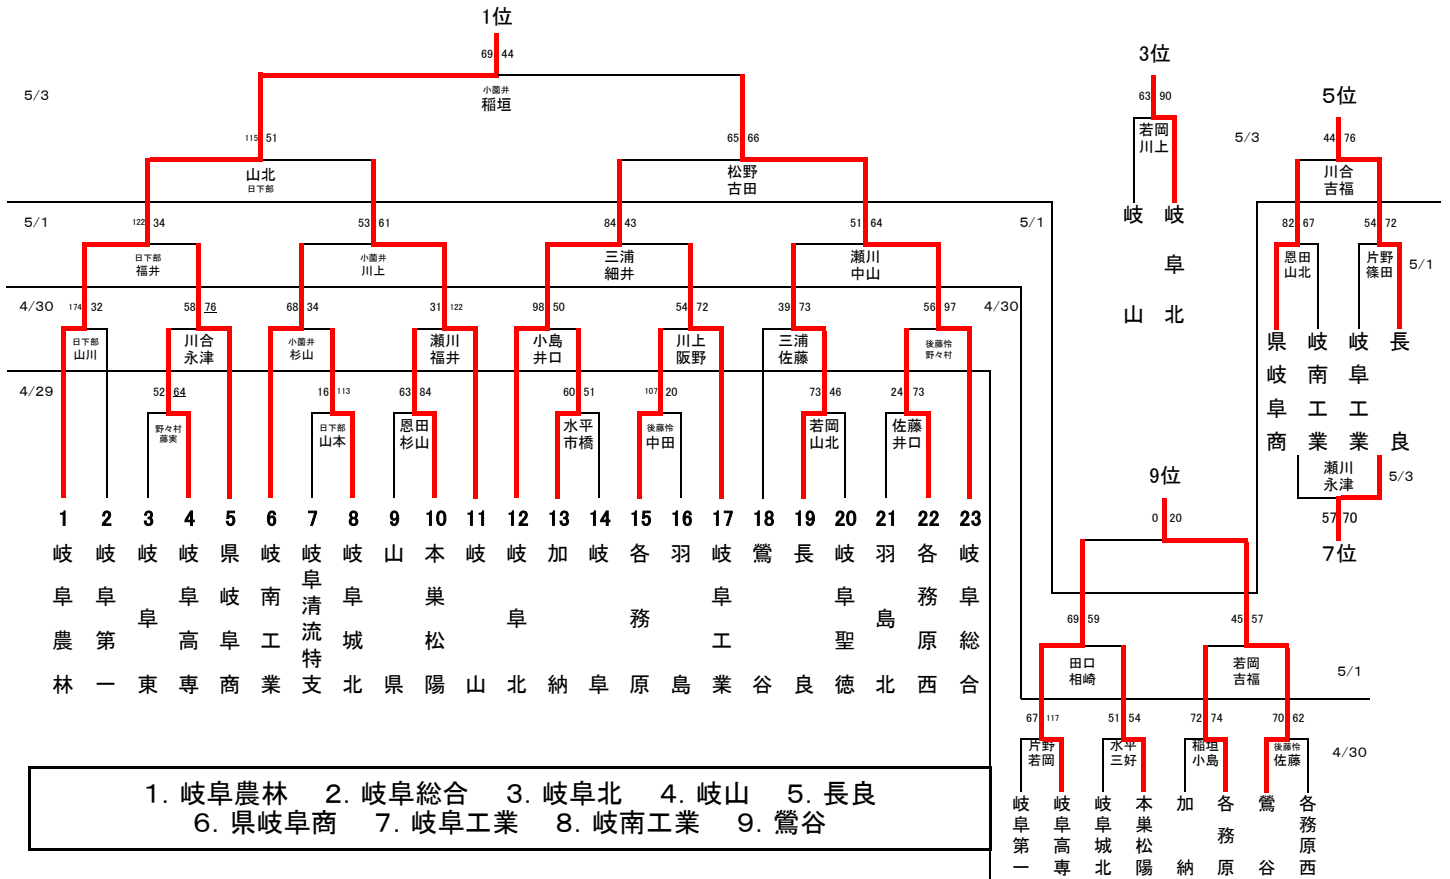 1位
69 44
小薗井
稲垣
5/3
115 51
65 66
山北
日下部
松野
古田
5/1
122 34
53 61
84 43
51 64
5/1
日下部
福井
小薗井
川上
三浦
細井
瀬川
中山
4/30
174 32
58 76
68 34
31 122
98 50
54 72
39 73
56 97
4/30
日下部
山川
川合
永津
小薗井
杉山
瀬川
福井
小島
井口
川上
阪野
三浦
佐藤
後藤怜
野々村
4/29
52 64
16 113
63 84
60 51
107 20
73 46
24 73
野々村
藤実
日下部
山本
恩田
杉山
水平
市橋
後藤怜
中田
若岡
山北
佐藤
井口
1 岐阜農林
2 岐阜第一
3 岐阜東
4 岐阜高専
5 県岐阜商
6 岐南工業
7 岐阜清流特支
8 岐阜城北
9 山県
10 本巣松陽
11 岐山
12 岐阜北
13 加納
14 岐阜
15 各務原
16 羽島
17 岐阜工業
18 鶯谷
19 長良
20 岐阜聖徳
21 羽島北
22 各務原西
23 岐阜総合
3位
63 90
若岡
川上
岐山
岐阜北
5位
5/3
44 76
川合
吉福
82 67
54 72
恩田
山北
片野
篠田
5/1
県岐阜商
岐南工業
岐阜工業
長良
瀬川
永津
5/3
57 70
7位
9位
0 20
69 59
45 57
田口
相崎
若岡
吉福
5/1
67 117
51 54
72 74
70 62
片野
若岡
水平
三好
稲垣
小島
後藤怜
佐藤
4/30
岐阜第一
岐阜高専
岐阜城北
本巣松陽
加納
各務原
鶯谷
各務原西
1. 岐阜農林 2. 岐阜総合 3. 岐阜北 4. 岐山 5. 長良
6. 県岐阜商 7. 岐阜工業 8. 岐南工業 9. 鶯谷